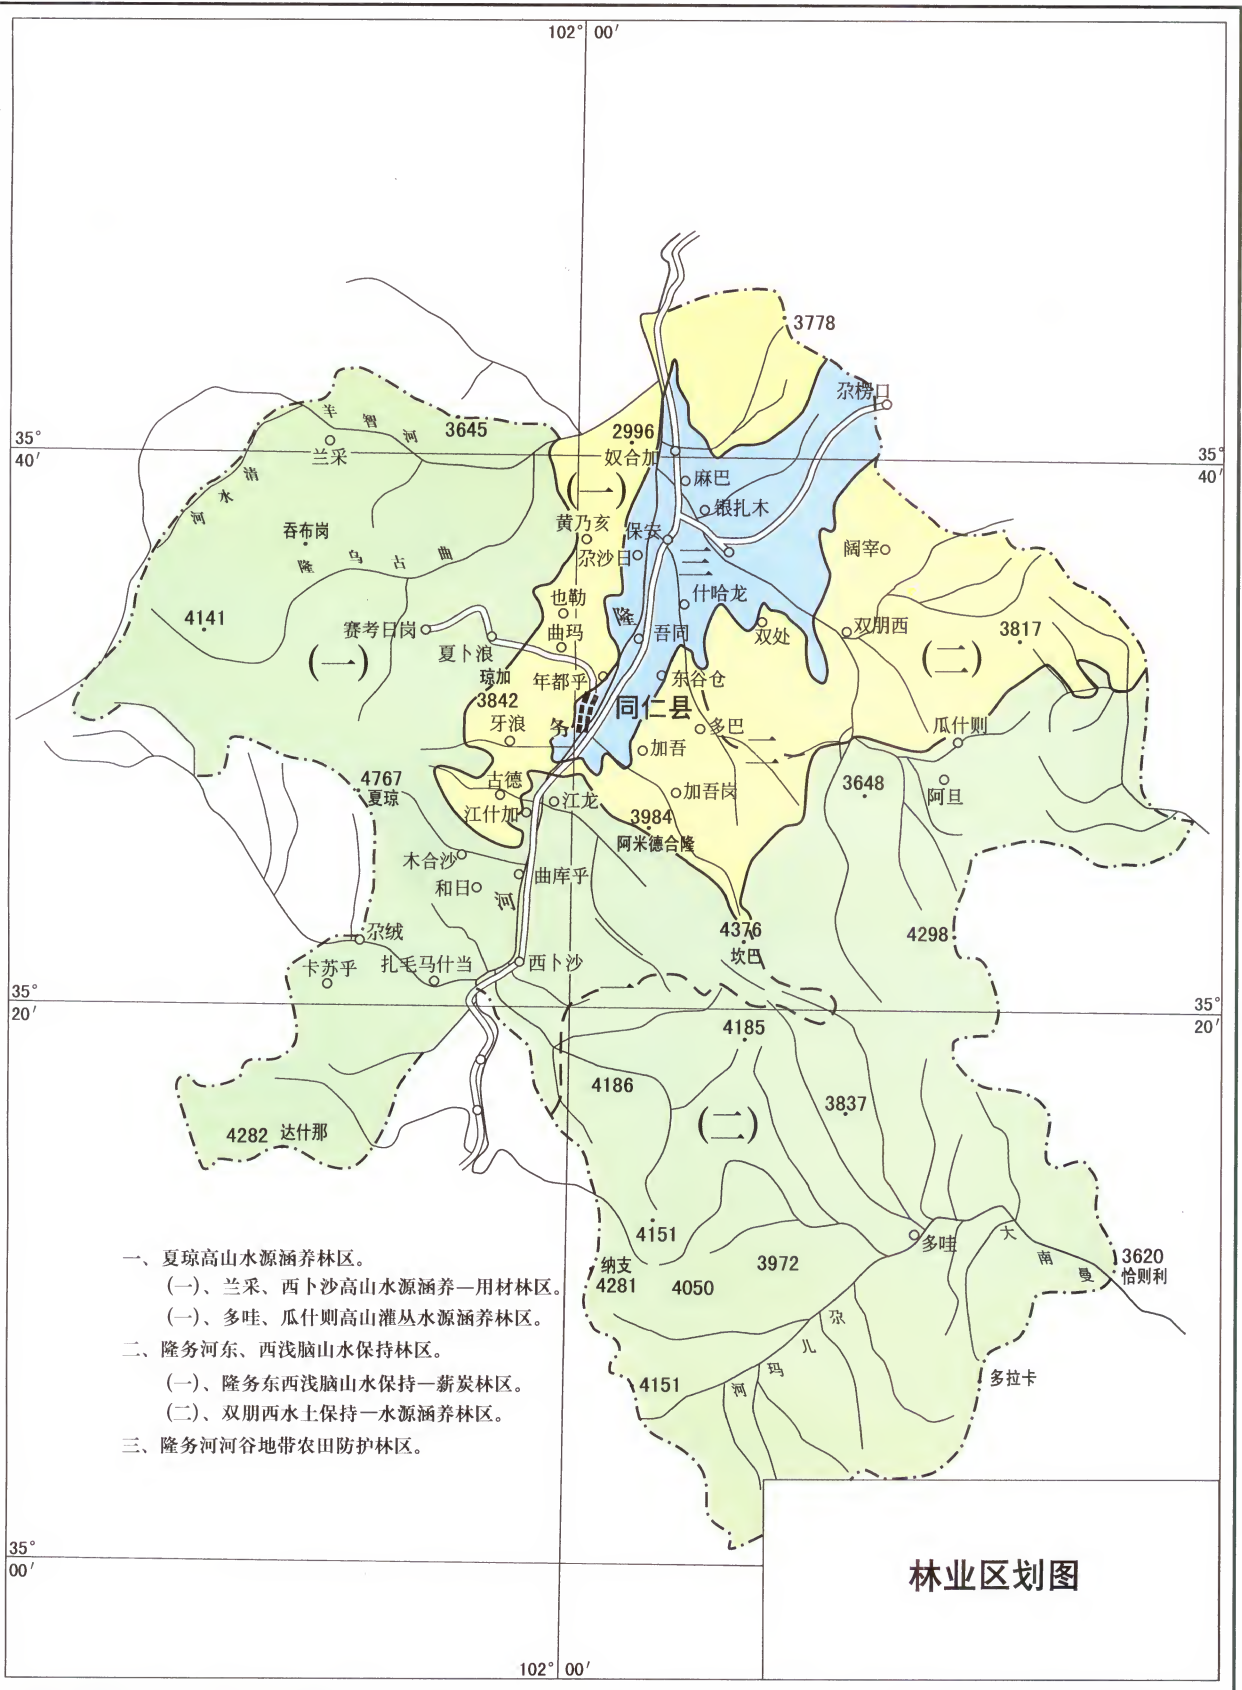 102° 00′
3778
尕楞口
羊智河
3645
2996
35°
40′
35°
40′
兰采
奴合加
清水河
麻巴
(一)
银扎木
吞布岗
黄乃亥
保安
隆乌古曲
尕沙日
三
阔宰
也勒
什哈龙
4141
赛考日岗
曲玛
隆
吾同
双处
双朋西
3817
(一)
夏卜浪
(二)
琼加
年都乎
东谷仓
3842
同仁县
牙浪
务
多巴
瓜什则
加吾
二
4767
夏琼
古德
江龙
加吾岗
3648
阿旦
江什加
3984
阿米德合隆
木合沙
和日
曲库乎
河
4376
坎巴
4298
尕绒
卡苏乎
扎毛马什当
西卜沙
一
35°
20′
35°
20′
4185
4186
3837
(二)
4282 达什那
4151
多哇
大南曼
纳支
4281
4050
3972
3620
恰则利
尕儿玛河
4151
多拉卡
一、夏琼高山水源涵养林区。
(一)、兰采、西卜沙高山水源涵养—用材林区。
(一)、多哇、瓜什则高山灌丛水源涵养林区。
二、隆务河东、西浅脑山水保持林区。
(一)、隆务东西浅脑山水保持—薪炭林区。
(二)、双朋西水土保持—水源涵养林区。
三、隆务河河谷地带农田防护林区。
35°
00′
林业区划图
102° 00′